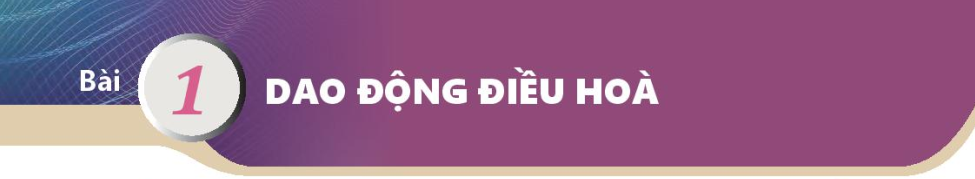 Bài 1 DAO ĐỘNG ĐIỀU HOÀ